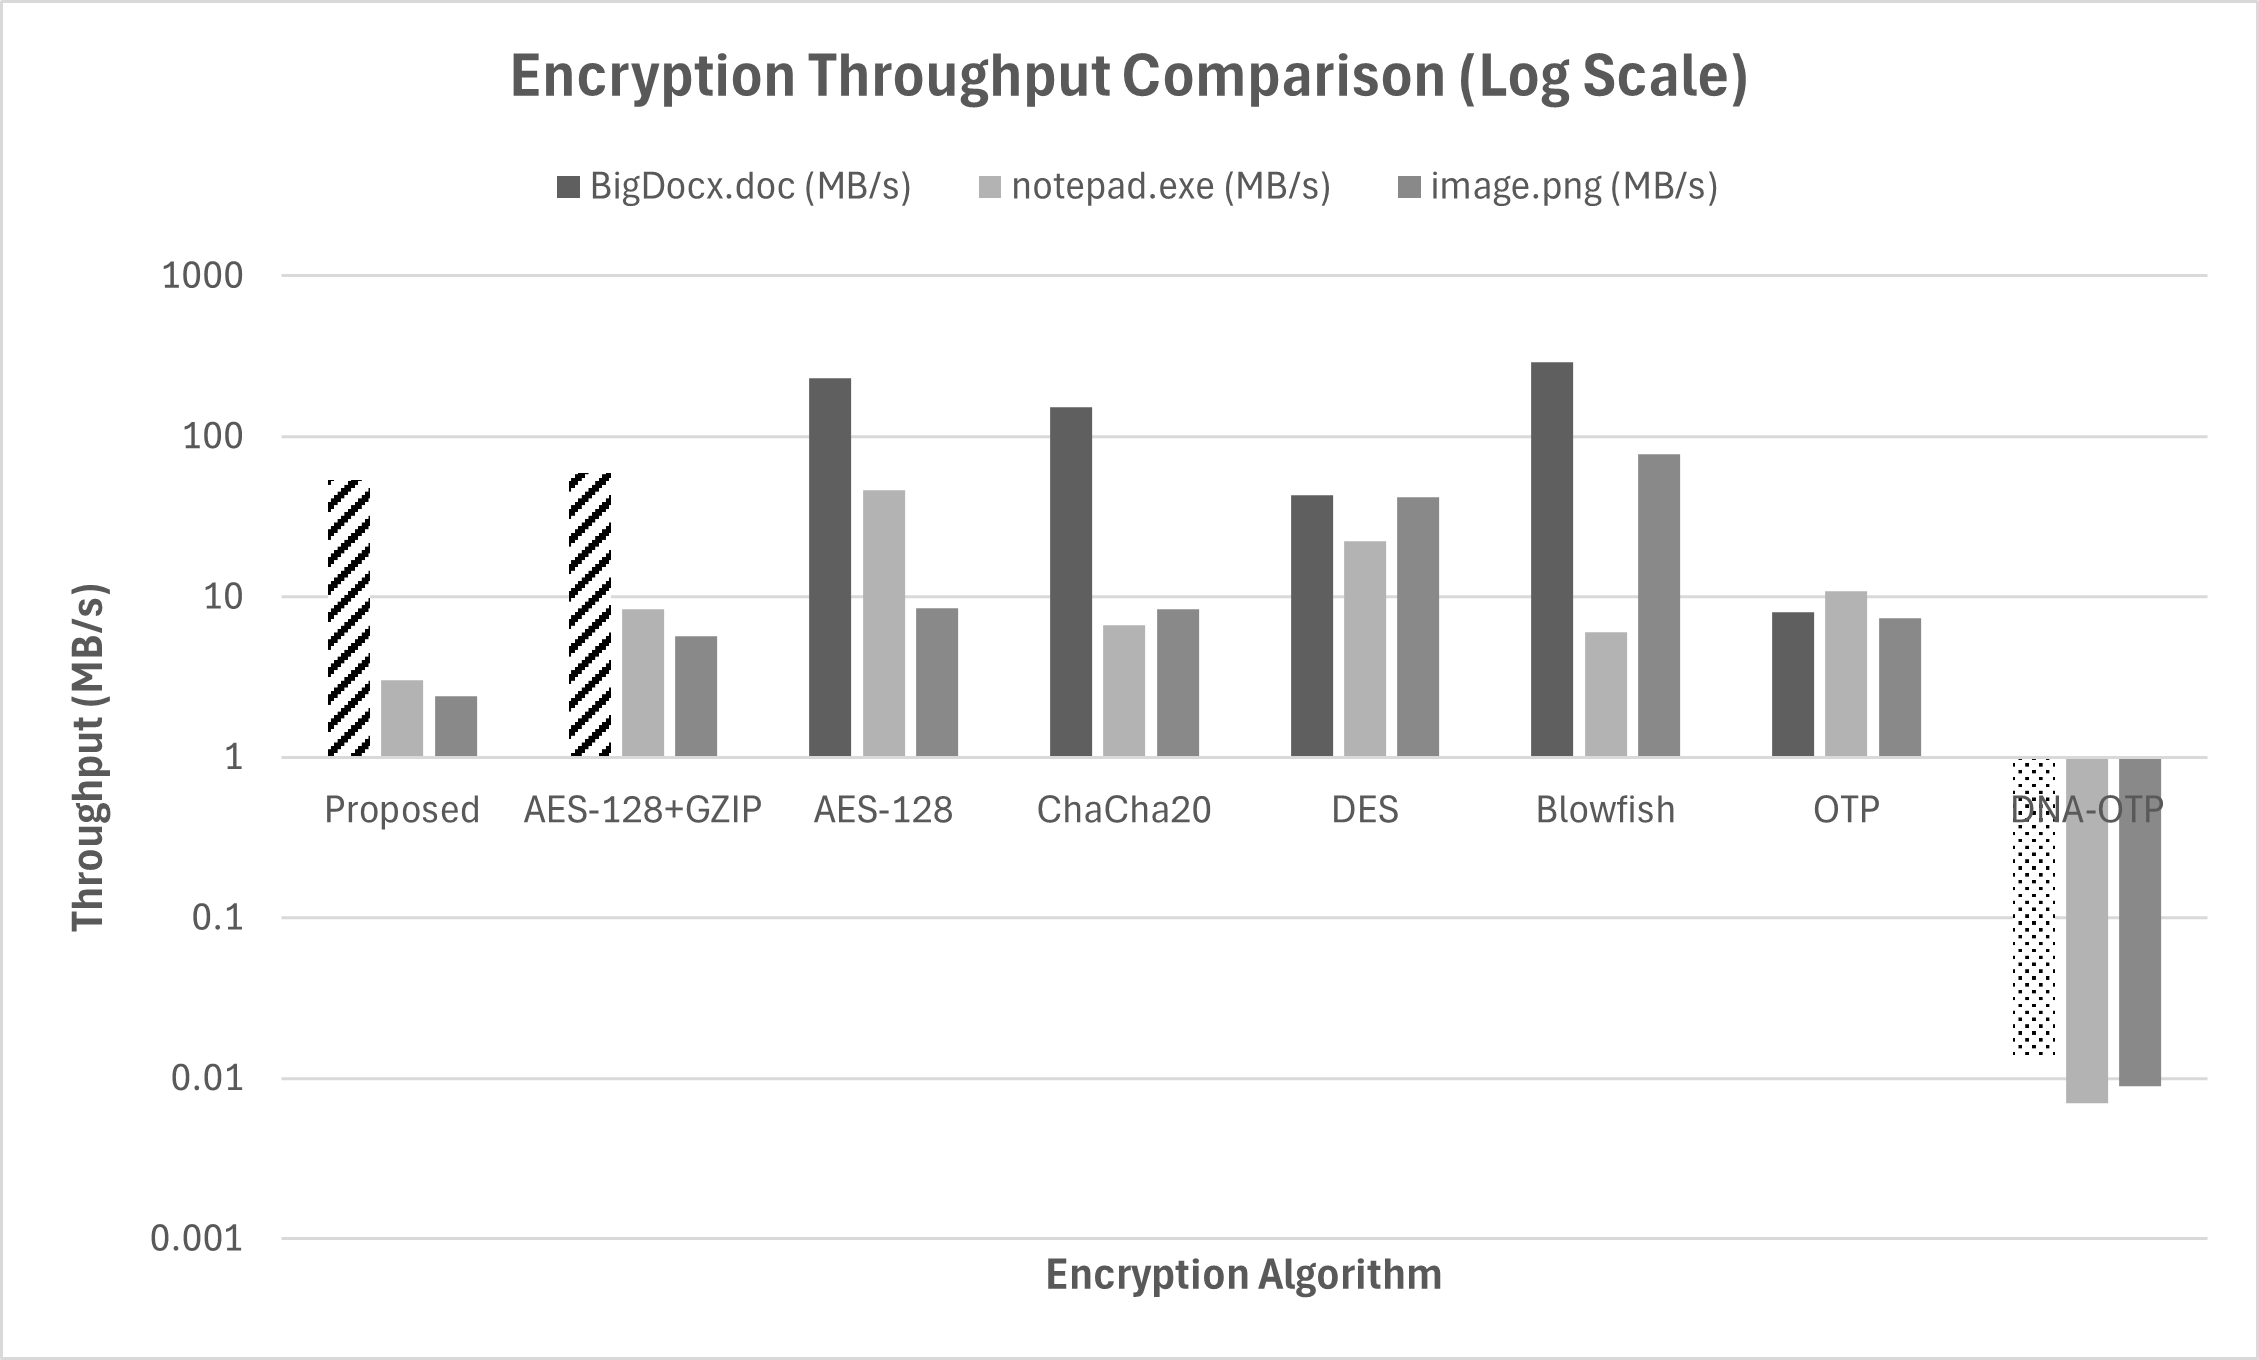 Encryption Throughput Comparison (Log Scale)
BigDocx.doc (MB/s) notepad.exe (MB/s) image.png (MB/s)
Throughput (MB/s)
1000
100
10
1
0.1
0.01
0.001
Proposed AES-128+GZIP AES-128 ChaCha20 DES Blowfish OTP DNA-OTP
Encryption Algorithm